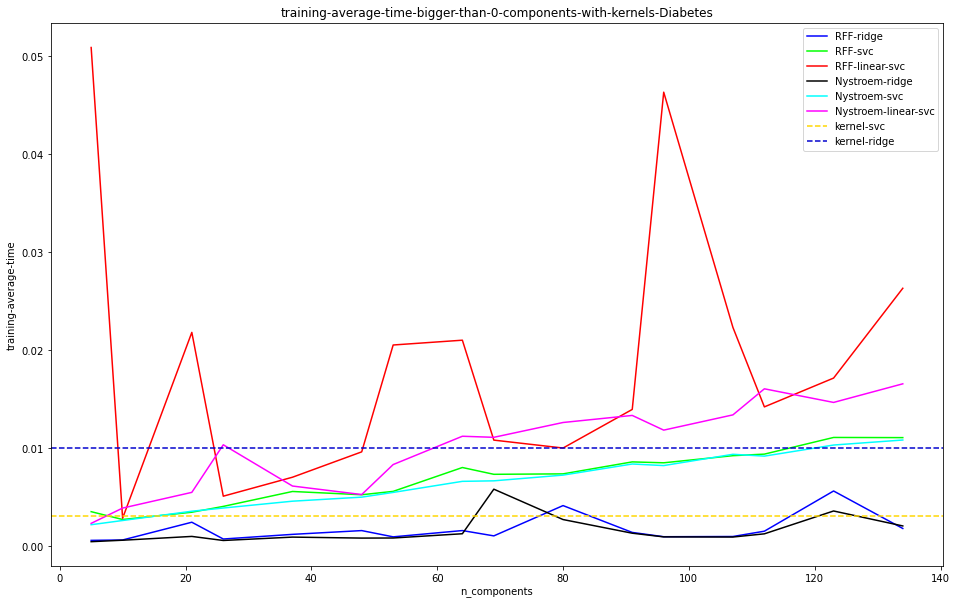 training-average-time-bigger-than-0-components-with-kernels-Diabetes
RFF-ridge
RFF-svc
RFF-linear-svc
Nystroem-ridge
Nystroem-svc
Nystroem-linear-svc
kernel-svc
kernel-ridge
training-average-time
0.05
0.04
0.03
0.02
0.01
0.00
0 20 40 60 80 100 120 140
n_components